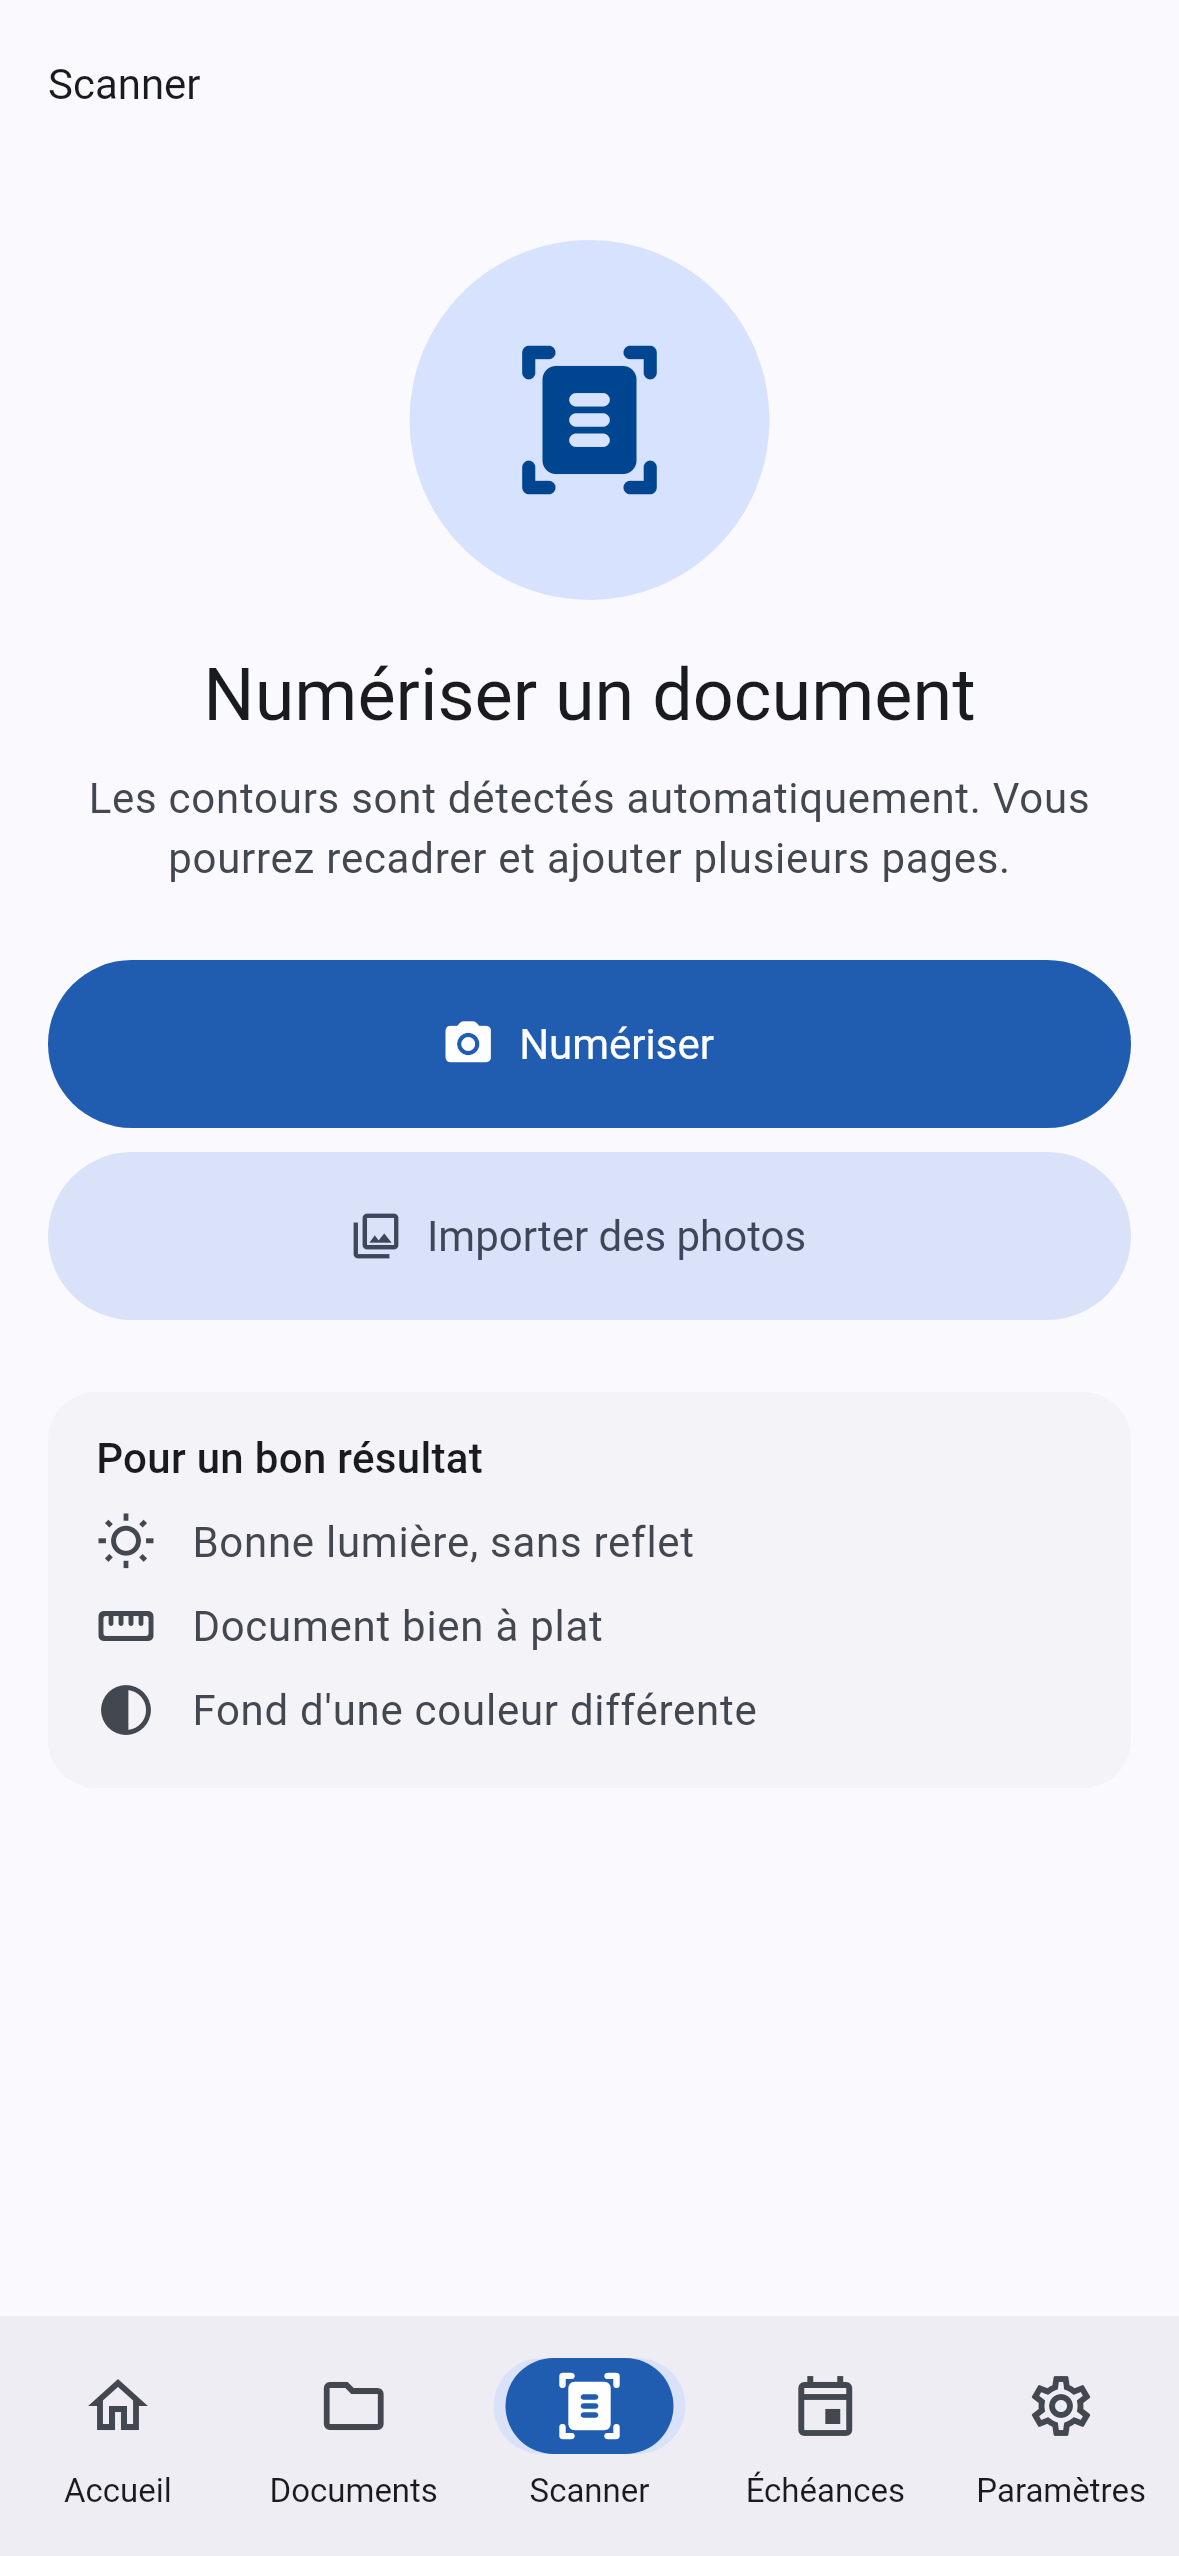 Scanner
Numériser un document
Les contours sont détectés automatiquement. Vous
pourrez recadrer et ajouter plusieurs pages.
Numériser
Importer des photos
Pour un bon résultat
Bonne lumière, sans reflet
Document bien à plat
Fond d'une couleur différente
Accueil
Documents
Scanner
Échéances
Paramètres